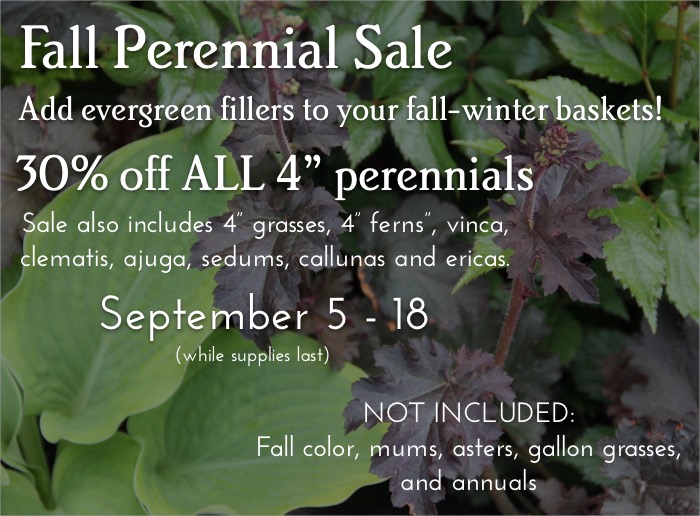 Fall Perennial Sale
Add evergreen fillers to your fall-winter baskets!
30% off ALL 4” perennials
Sale also includes 4” grasses, 4” ferns”, vinca,
clematis, ajuga, sedums, callunas and ericas.
September 5 - 18
(while supplies last)
NOT INCLUDED:
Fall color, mums, asters, gallon grasses,
and annuals